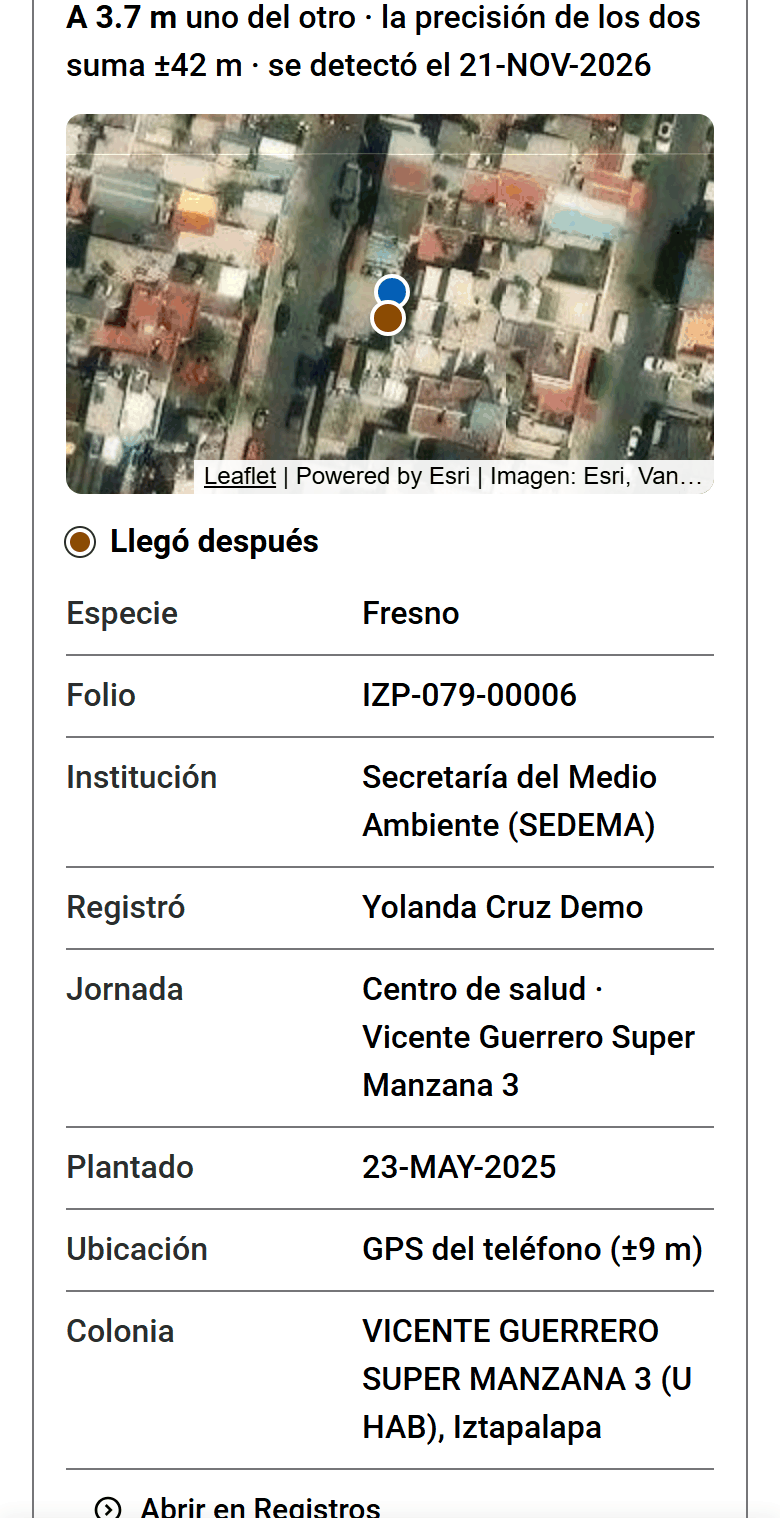 A 3.7 m uno del otro · la precisión de los dos
suma ±42 m · se detectó el 21-NOV-2026
Leaflet | Powered by Esri | Imagen: Esri, Van…
Llegó después
Especie Fresno
Folio IZP-079-00006
Institución Secretaría del Medio
Ambiente (SEDEMA)
Registró Yolanda Cruz Demo
Jornada Centro de salud ·
Vicente Guerrero Super
Manzana 3
Plantado 23-MAY-2025
Ubicación GPS del teléfono (±9 m)
Colonia VICENTE GUERRERO
SUPER MANZANA 3 (U
HAB), Iztapalapa
Abrir en Registros